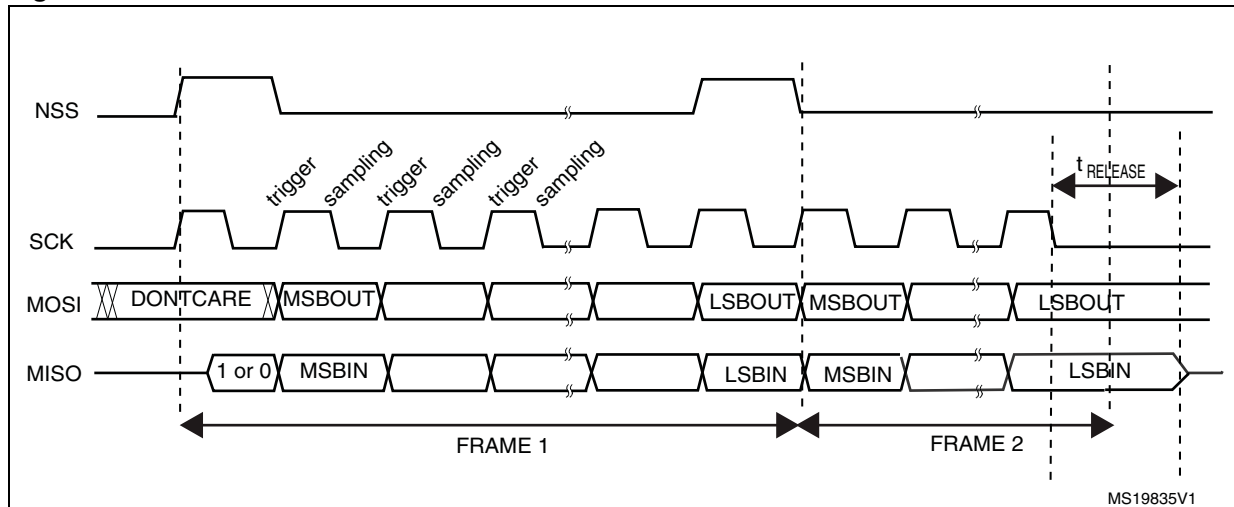 NSS
trigger sampling trigger sampling trigger sampling
t RELEASE
SCK
MOSI DONTCARE MSBOUT LSBOUT MSBOUT LSBOUT
MISO 1 or 0 MSBIN LSBIN MSBIN LSBIN
FRAME 1 FRAME 2
MS19835V1